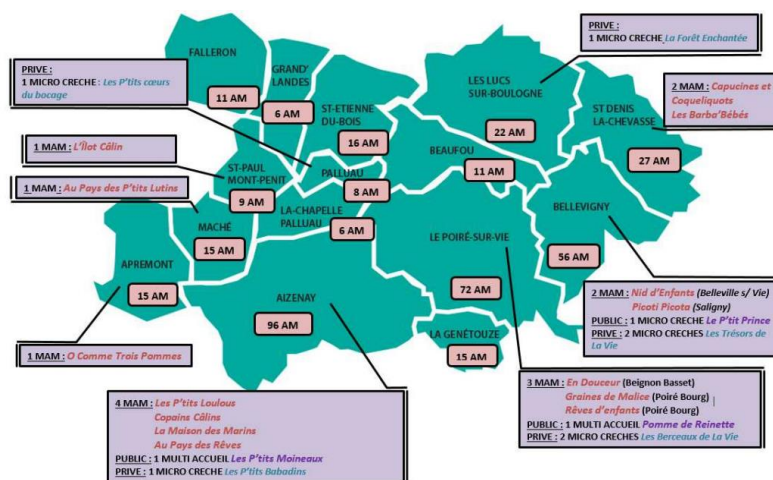 PRIVE :
1 MICRO CRECHE : Les P'tits cœurs
du bocage
1 MAM : L'Îlot Câlin
1 MAM : Au Pays des P'tits Lutins
1 MAM : O Comme Trois Pommes
PRIVE :
1 MICRO CRECHE La Forêt Enchantée
2 MAM : Capucines et
Coqueliquots
Les Barba'Bébés
FALLERON
11 AM
GRAND'
LANDES
6 AM
ST-ETIENNE
DU-BOIS
16 AM
LES LUCS
SUR-BOULOGNE
22 AM
ST DENIS
LA-CHEVASSE
27 AM
BEAUFOU
11 AM
ST-PAUL
MONT-PENIT
9 AM
PALLUAU
8 AM
LA-CHAPELLE
PALLUAU
6 AM
BELLEVIGNY
56 AM
MACHÉ
15 AM
APREMONT
15 AM
LE POIRÉ-SUR-VIE
72 AM
AIZENAY
96 AM
LA GENÉTOUZE
15 AM
2 MAM : Nid d'Enfants (Belleville s/ Vie)
Picoti Picota (Saligny)
PUBLIC : 1 MICRO CRECHE Le P'tit Prince
PRIVE : 2 MICRO CRECHES Les Trésors de
La Vie
3 MAM : En Douceur (Beignon Basset)
Graines de Malice (Poiré Bourg)
Rêves d'enfants (Poiré Bourg)
PUBLIC : 1 MULTI ACCUEIL Pomme de Reinette
PRIVE : 2 MICRO CRECHES Les Berceaux de La Vie
4 MAM : Les P'tits Loulous
Copains Câlins
La Maison des Marins
Au Pays des Rêves
PUBLIC : 1 MULTI ACCUEIL Les P'tits Moineaux
PRIVE : 1 MICRO CRECHE Les P'tits Babadins